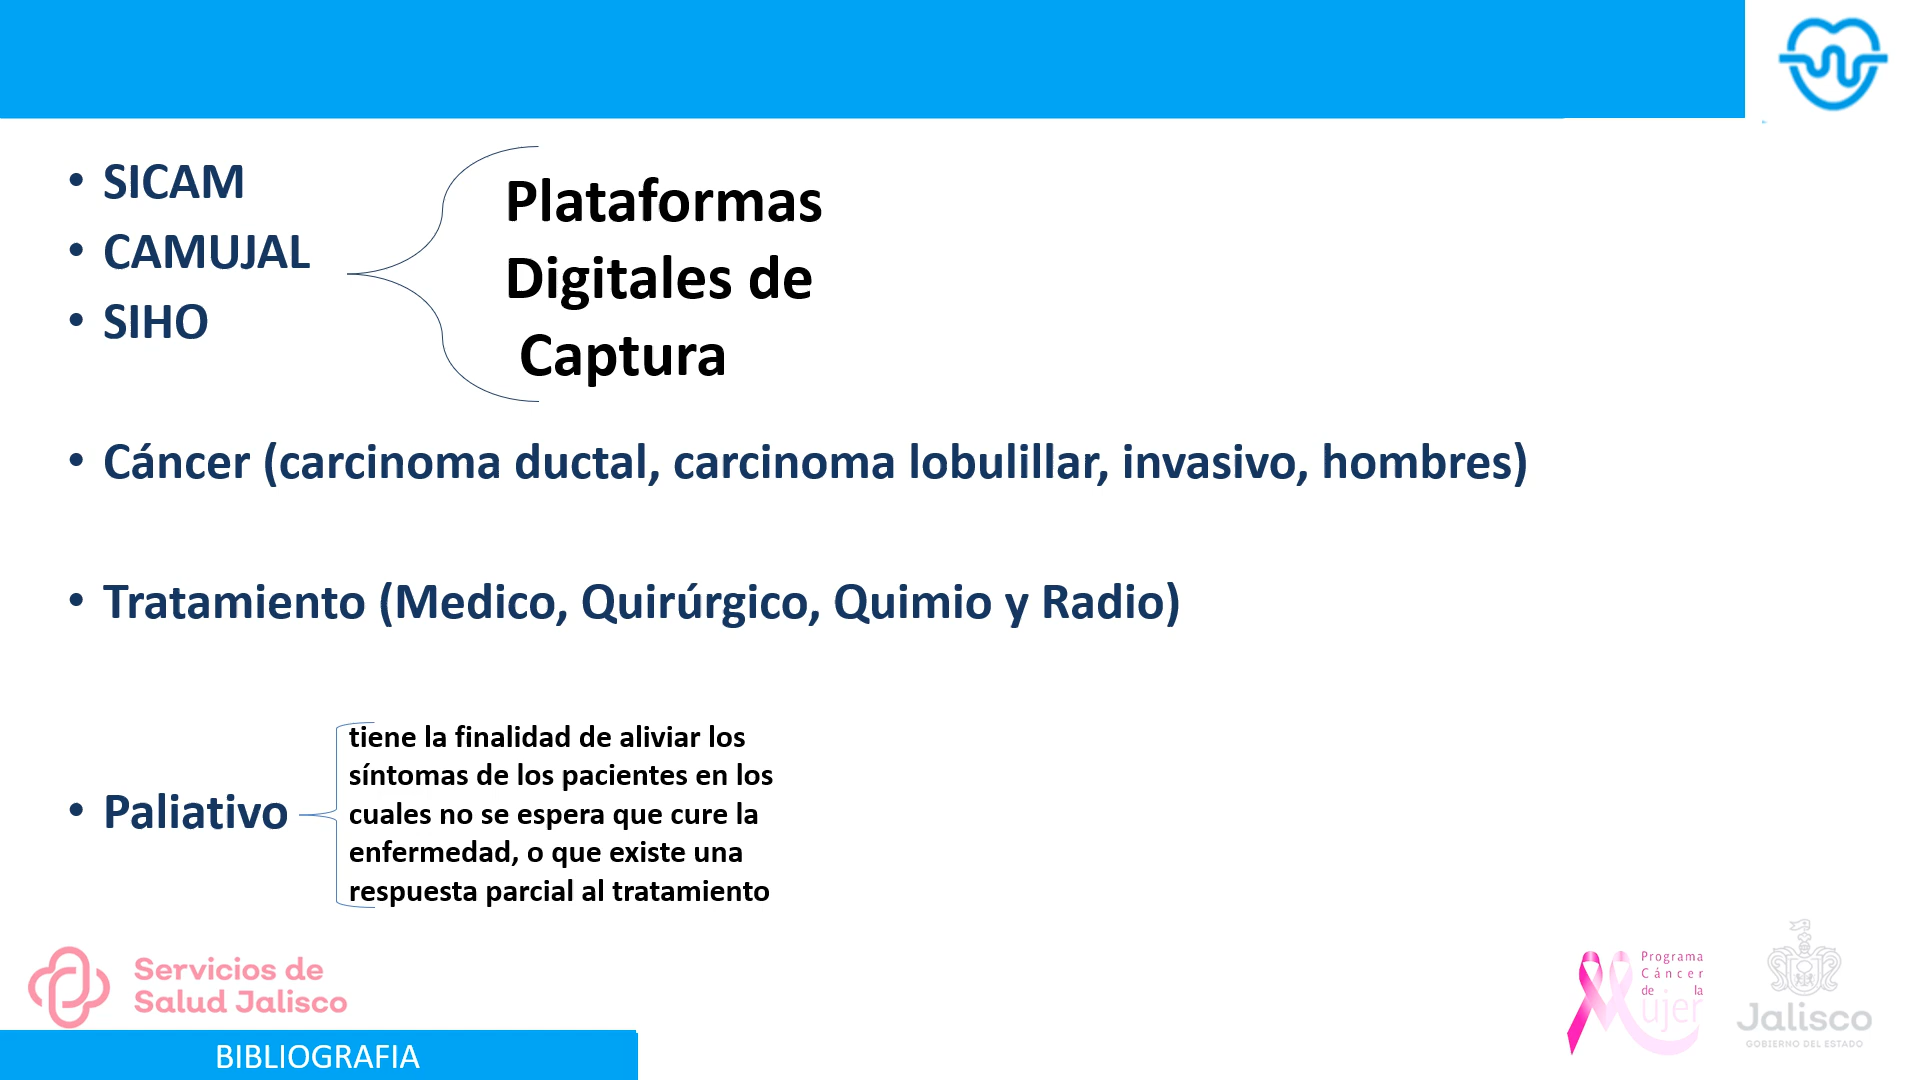 • SICAM
• CAMUJAL
• SIHO
Plataformas
Digitales de
Captura
• Cáncer (carcinoma ductal, carcinoma lobulillar, invasivo, hombres)
• Tratamiento (Medico, Quirúrgico, Quimio y Radio)
• Paliativo
tiene la finalidad de aliviar los
síntomas de los pacientes en los
cuales no se espera que cure la
enfermedad, o que existe una
respuesta parcial al tratamiento
Servicios de
Salud Jalisco
BIBLIOGRAFIA
Programa
Cáncer
de la
Mujer
Jalisco
GOBIERNO DEL ESTADO